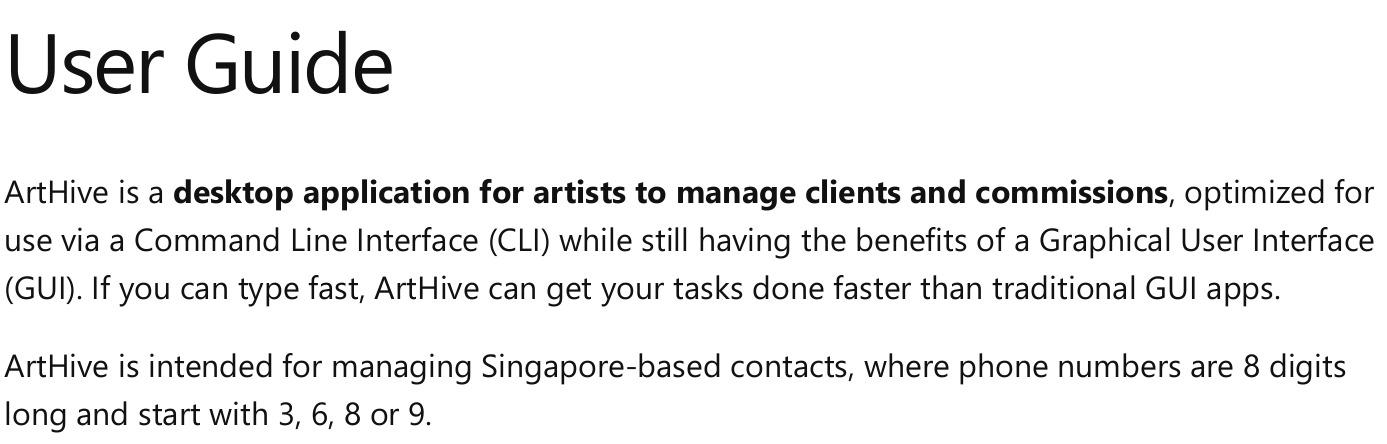 User Guide
ArtHive is a desktop application for artists to manage clients and commissions, optimized for
use via a Command Line Interface (CLI) while still having the benefits of a Graphical User Interface
(GUI). If you can type fast, ArtHive can get your tasks done faster than traditional GUI apps.
ArtHive is intended for managing Singapore-based contacts, where phone numbers are 8 digits
long and start with 3, 6, 8 or 9.